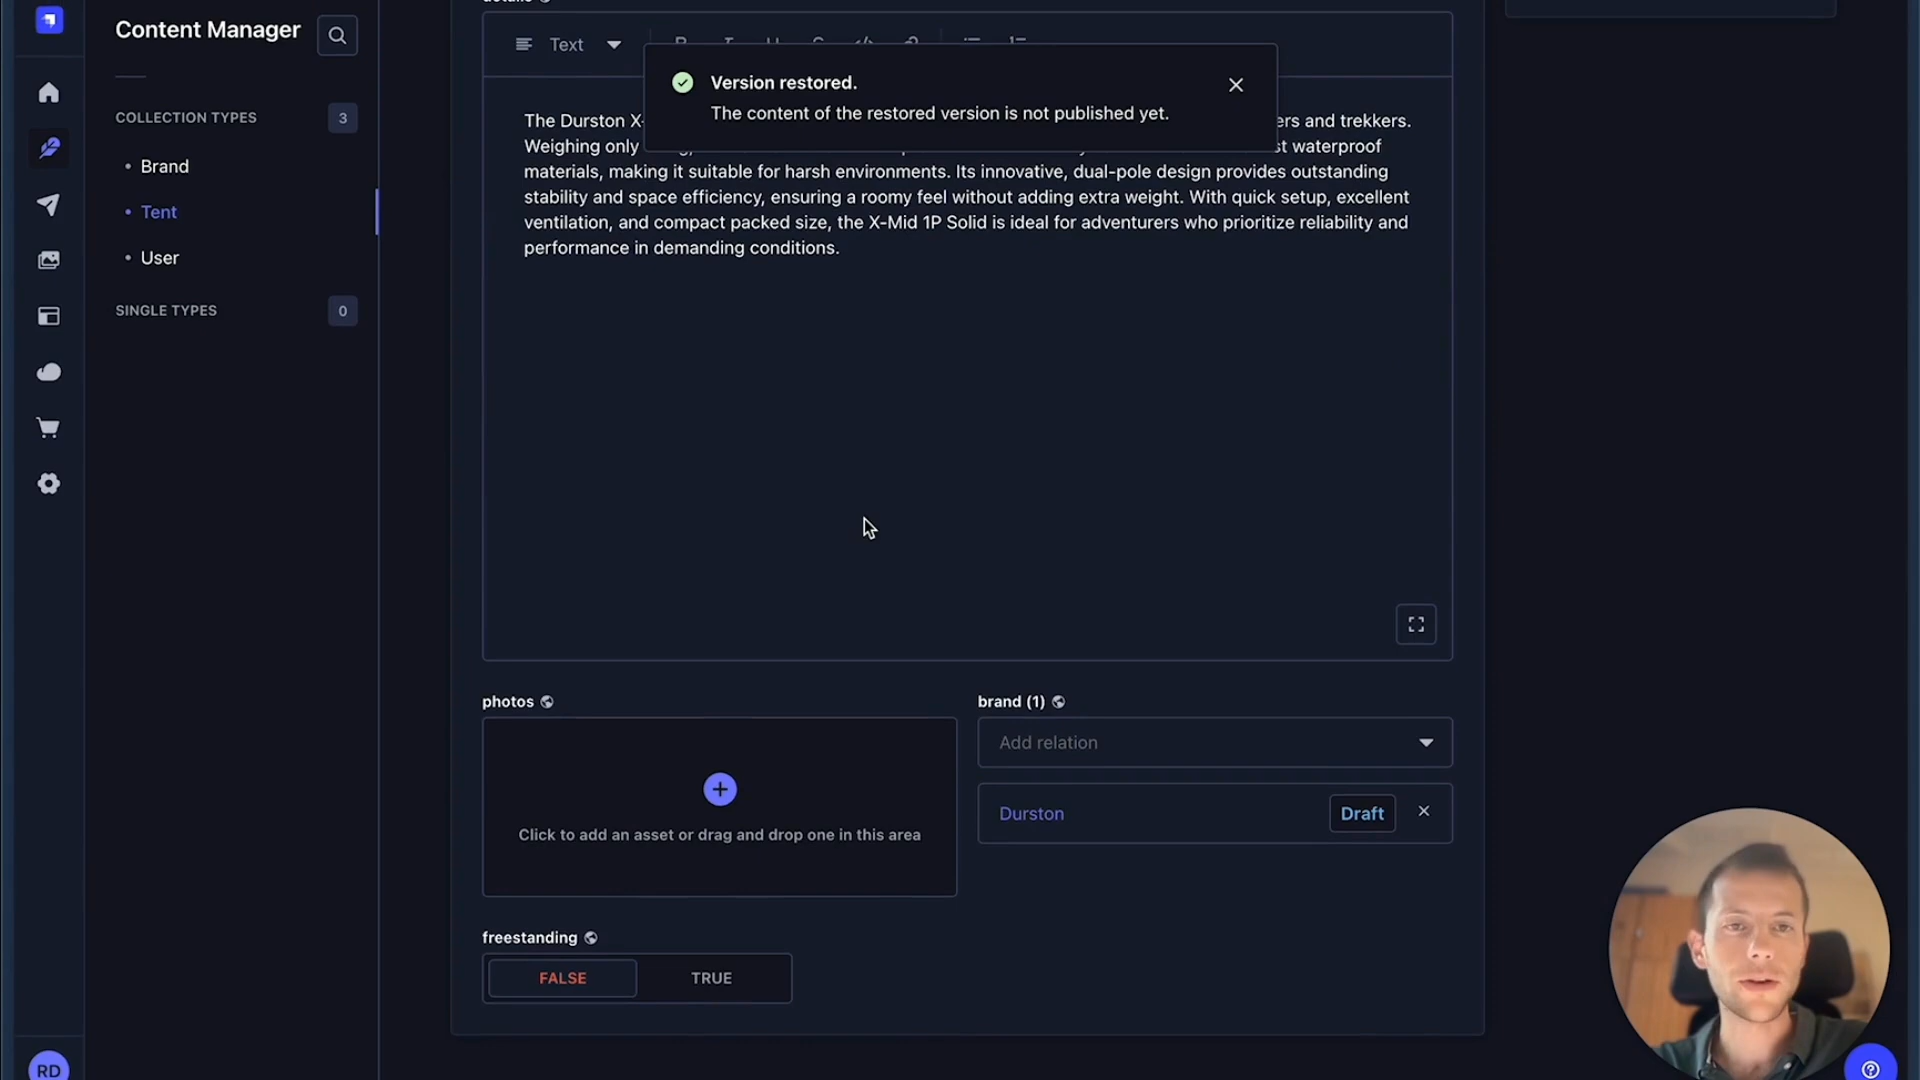 Content Manager
COLLECTION TYPES 3
Brand
Tent
User
SINGLE TYPES 0
Text
Version restored.
The content of the restored version is not published yet.
The Durston X- ers and trekkers.
Weighing only st waterproof
materials, making it suitable for harsh environments. Its innovative, dual-pole design provides outstanding
stability and space efficiency, ensuring a roomy feel without adding extra weight. With quick setup, excellent
ventilation, and compact packed size, the X-Mid 1P Solid is ideal for adventurers who prioritize reliability and
performance in demanding conditions.
photos
Click to add an asset or drag and drop one in this area
brand (1)
Add relation
Durston Draft
freestanding
FALSE TRUE
RD